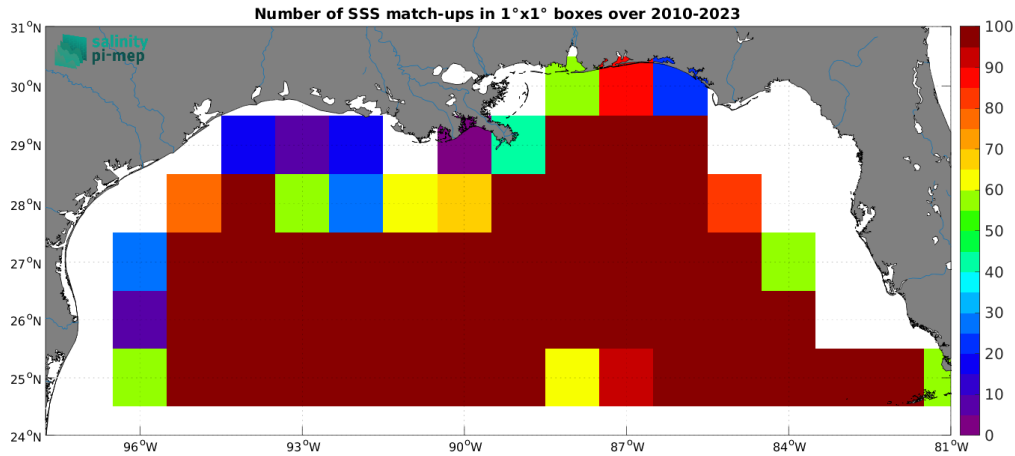 Number of SSS match-ups in 1°x1° boxes over 2010-2023
salinity
pi-mep
31°N
30°N
29°N
28°N
27°N
26°N
25°N
24°N
96°W
93°W
90°W
87°W
84°W
81°W
100
90
80
70
60
50
40
30
20
10
0